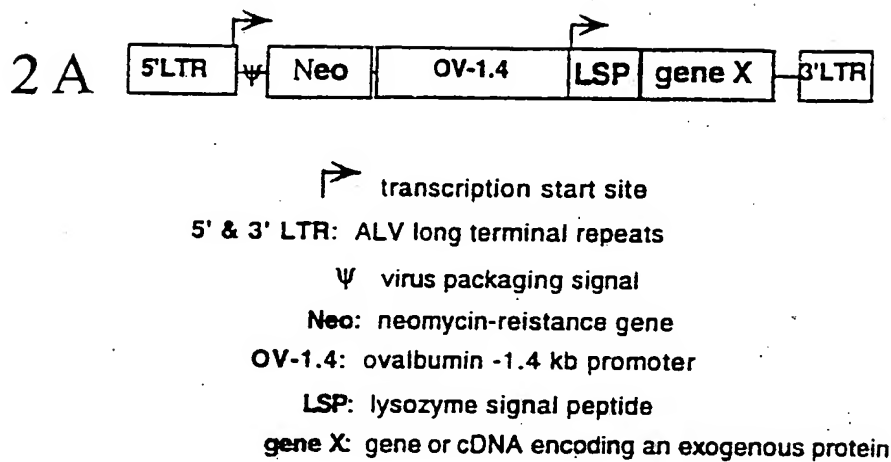 2 A 5'LTR Ψ Neo OV-1.4 LSP gene X 3'LTR
transcription start site
5' & 3' LTR: ALV long terminal repeats
Ψ virus packaging signal
Neo: neomycin-reistance gene
OV-1.4: ovalbumin -1.4 kb promoter
LSP: lysozyme signal peptide
gene X: gene or cDNA encoding an exogenous protein